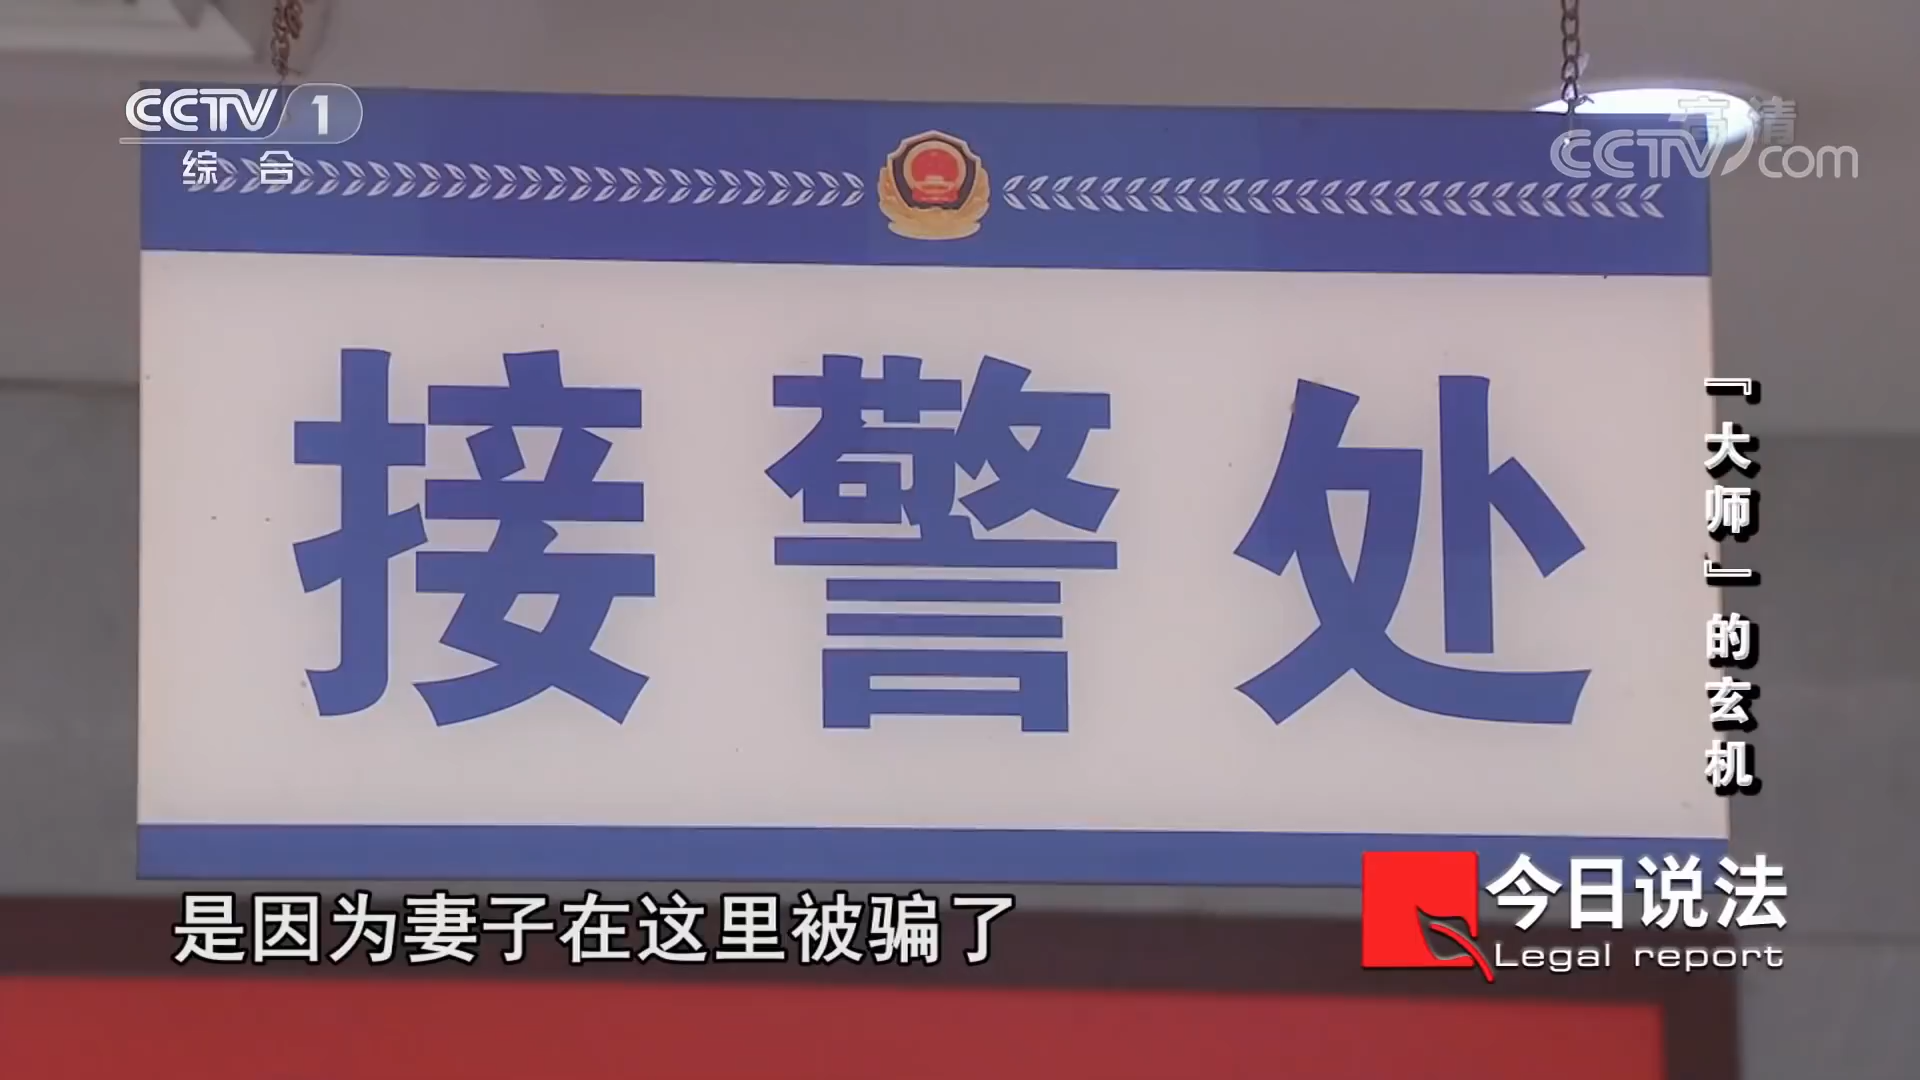 CCTV 1
综合
高清
CCTV.com
接警处
『大师』的玄机
是因为妻子在这里被骗了
今日说法
Legal report